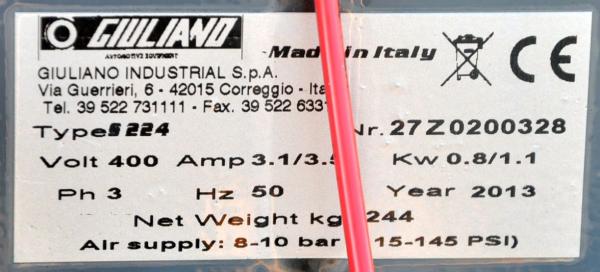 GIULIANO
AUTOMOTIVE EQUIPMENT
Made in Italy
CE
GIULIANO INDUSTRIAL S.p.A.
Via Guerrieri, 6 - 42015 Correggio -
Tel. 39 522 731111 - Fax. 39 522
Type S 224
Nr. 27Z0200328
Volt 400 Amp 3.1/3.5 Kw 0.8/1.1
Ph 3 Hz 50 Year 2013
Net Weight kg 244
Air supply: 8-10 bar 15-145 PSI)